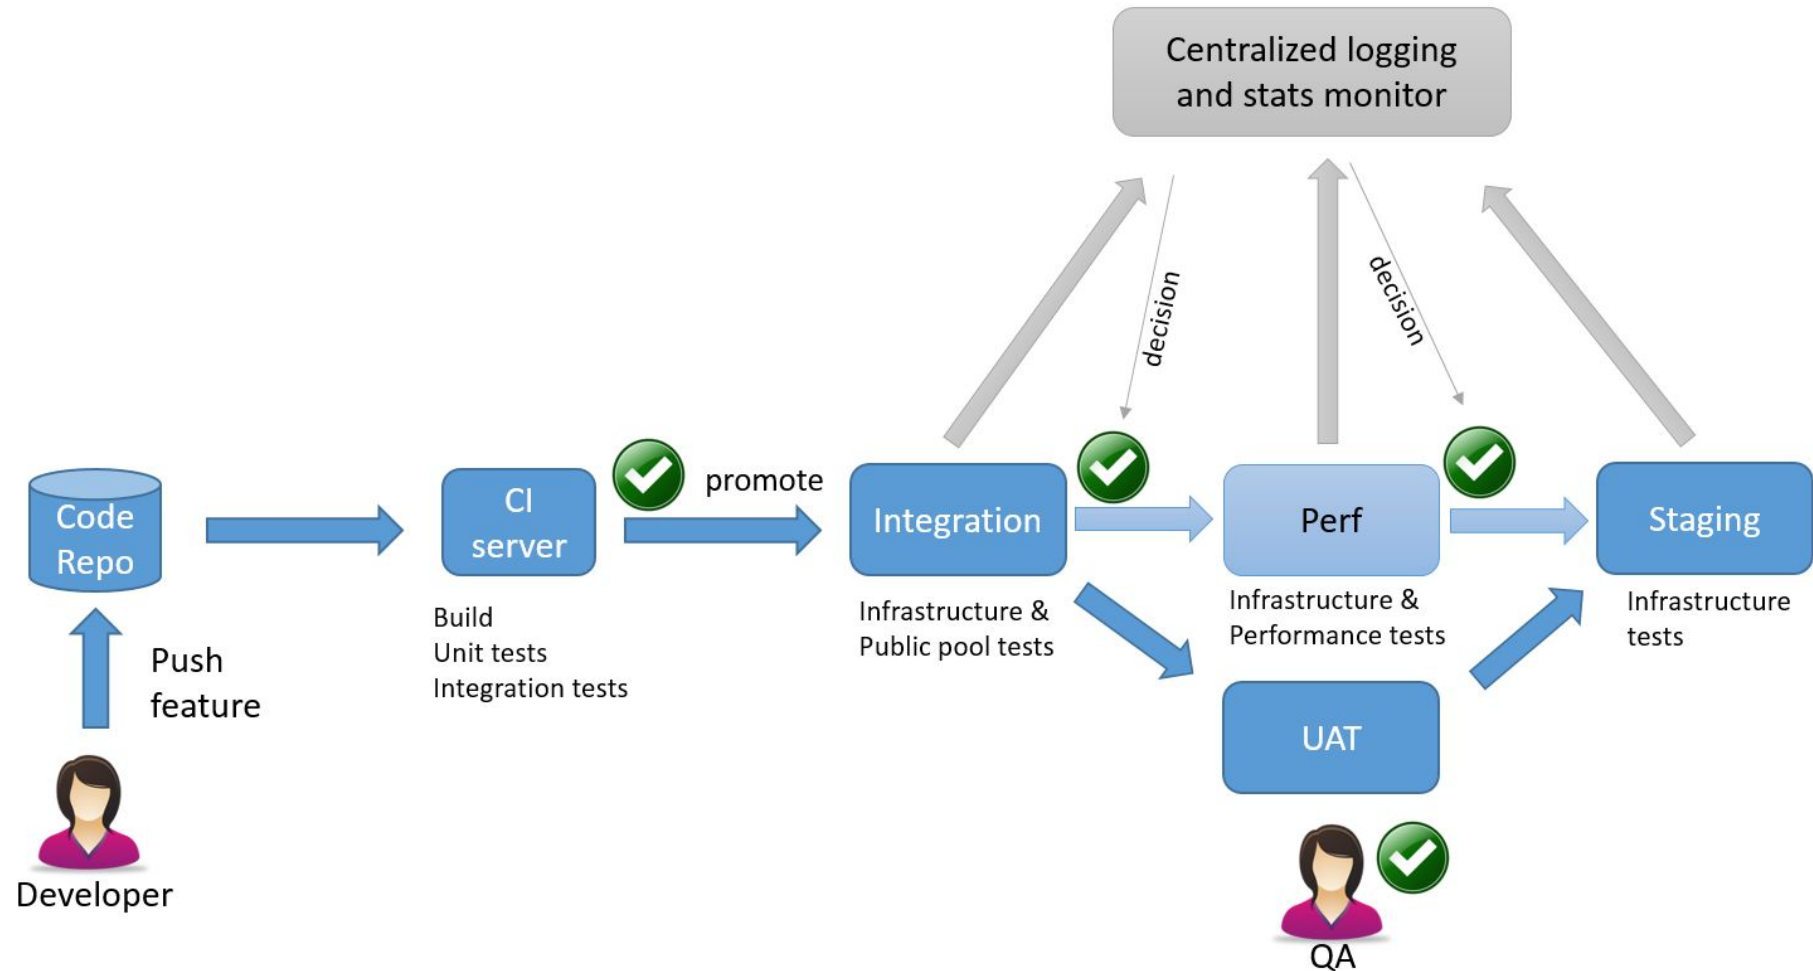 Centralized logging
and stats monitor
decision
decision
Code
Repo
CI
server
promote
Integration
Perf
Staging
Build
Unit tests
Integration tests
Infrastructure &
Public pool tests
Infrastructure &
Performance tests
Infrastructure
tests
Push
feature
UAT
Developer
QA